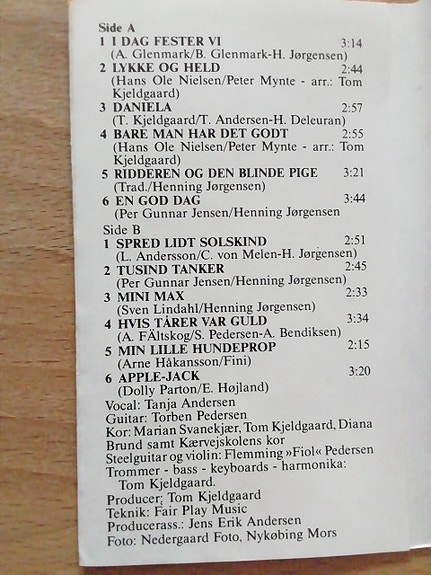 Side A
1 I DAG FESTER VI 3:14
(A. Glenmark/B. Glenmark-H. Jørgensen)
2 LYKKE OG HELD 2:44
(Hans Ole Nielsen/Peter Mynte - arr.: Tom
Kjeldgaard)
3 DANIELA 2:57
(T. Kjeldgaard/T. Andersen-H. Deleuran)
4 BARE MAN HAR DET GODT 2:55
(Hans Ole Nielsen/Peter Mynte - arr.: Tom
Kjeldgaard)
5 RIDDEREN OG DEN BLINDE PIGE 3:21
(Trad./Henning Jørgensen)
6 EN GOD DAG 3:44
(Per Gunnar Jensen/Henning Jørgensen
Side B
1 SPRED LIDT SOLSKIND 2:51
(L. Andersson/C. von Melen-H. Jørgensen)
2 TUSIND TANKER 2:45
(Per Gunnar Jensen/Henning Jørgensen)
3 MINI MAX 2:33
(Sven Lindahl/Henning Jørgensen)
4 HVIS TÅRER VAR GULD 3:34
(A. FÄltskog/S. Pedersen-A. Bendiksen)
5 MIN LILLE HUNDEPROP 2:15
(Arne Håkansson/Fini)
6 APPLE-JACK 3:20
(Dolly Parton/E. Højland)
Vocal: Tanja Andersen
Guitar: Torben Pedersen
Kor: Marian Svanekjær, Tom Kjeldgaard, Diana
Brund samt Kærvejskolens kor
Steelguitar og violin: Flemming »Fiol« Pedersen
Trommer - bass - keyboards - harmonika:
Tom Kjeldgaard.
Producer: Tom Kjeldgaard
Teknik: Fair Play Music
Producerass.: Jens Erik Andersen
Foto: Nedergaard Foto, Nykøbing Mors